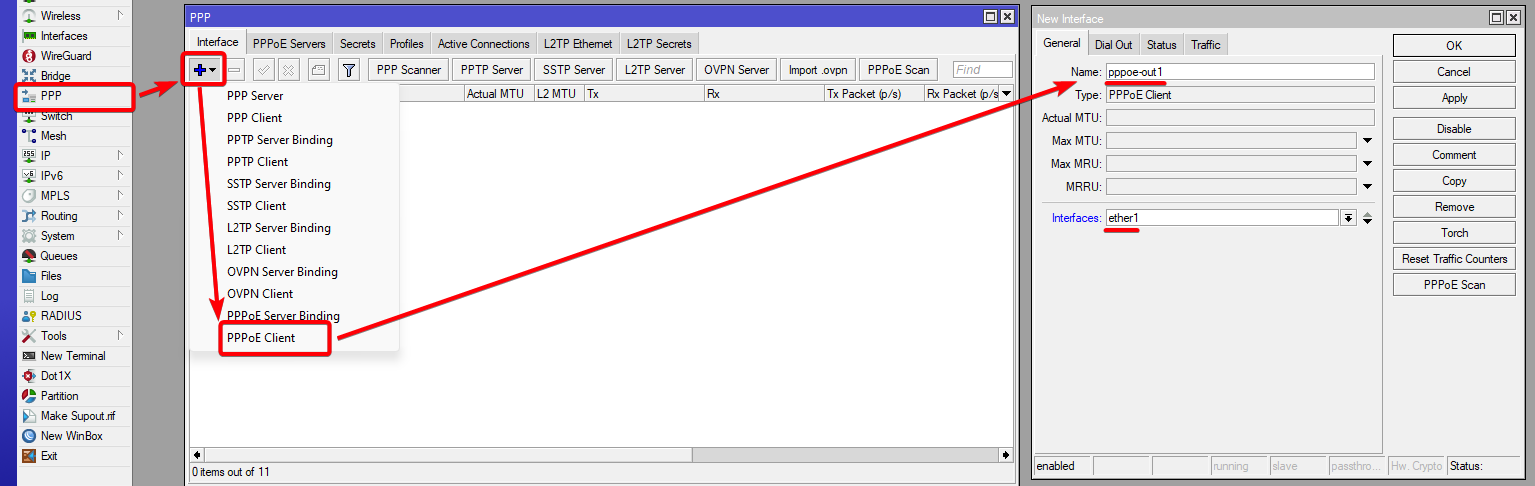 Wireless
Interfaces
WireGuard
Bridge
PPP
Switch
Mesh
IP
IPv6
MPLS
Routing
System
Queues
Files
Log
RADIUS
Tools
New Terminal
Dot1X
Partition
Make Supout.rif
New WinBox
Exit
PPP
Interface PPPoE Servers Secrets Profiles Active Connections L2TP Ethernet L2TP Secrets
PPP Scanner PPTP Server SSTP Server L2TP Server OVPN Server Import .ovpn PPPoE Scan Find
Actual MTU L2 MTU Tx Rx Tx Packet (p/s) Rx Packet (p/s
PPP Server
PPP Client
PPTP Server Binding
PPTP Client
SSTP Server Binding
SSTP Client
L2TP Server Binding
L2TP Client
OVPN Server Binding
OVPN Client
PPPoE Server Binding
PPPoE Client
0 items out of 11
New Interface
General Dial Out Status Traffic
Name: pppoe-out1
Type: PPPoE Client
Actual MTU:
Max MTU:
Max MRU:
MRRU:
Interfaces: ether1
OK
Cancel
Apply
Disable
Comment
Copy
Remove
Torch
Reset Traffic Counters
PPPoE Scan
enabled running slave passthro... Hw. Crypto Status: